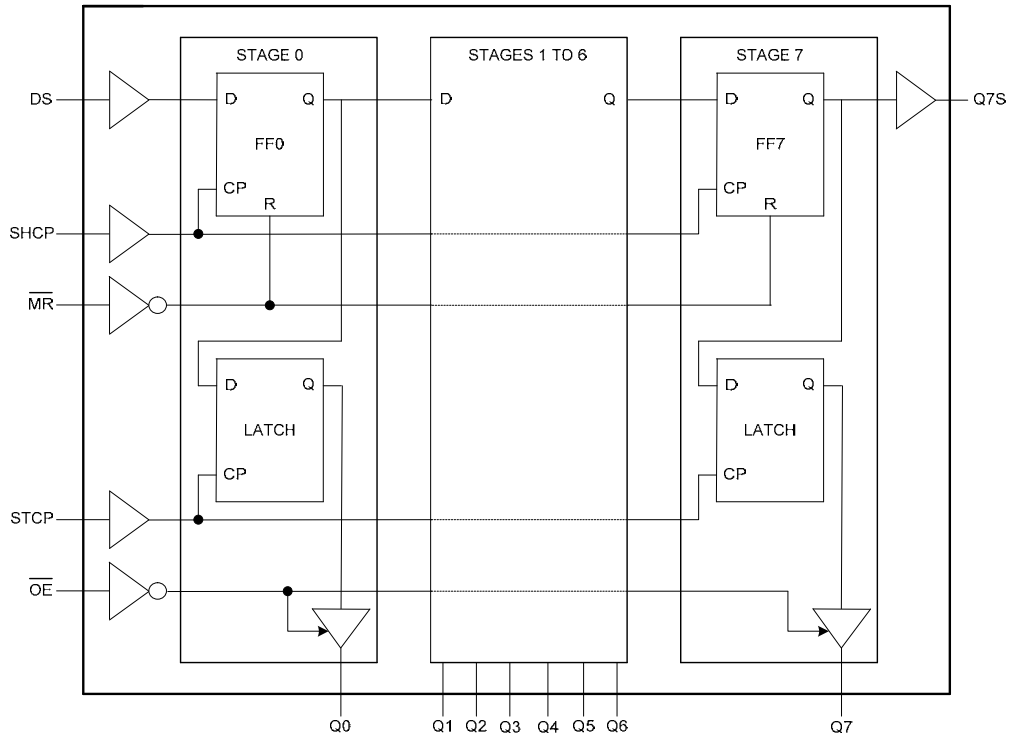 STAGE 0
STAGES 1 TO 6
STAGE 7
DS
D
Q
D
Q
D
Q
Q7S
FF0
FF7
CP
CP
R
R
SHCP
MR
D
Q
D
Q
LATCH
LATCH
CP
CP
STCP
OE
Q0
Q1
Q2
Q3
Q4
Q5
Q6
Q7